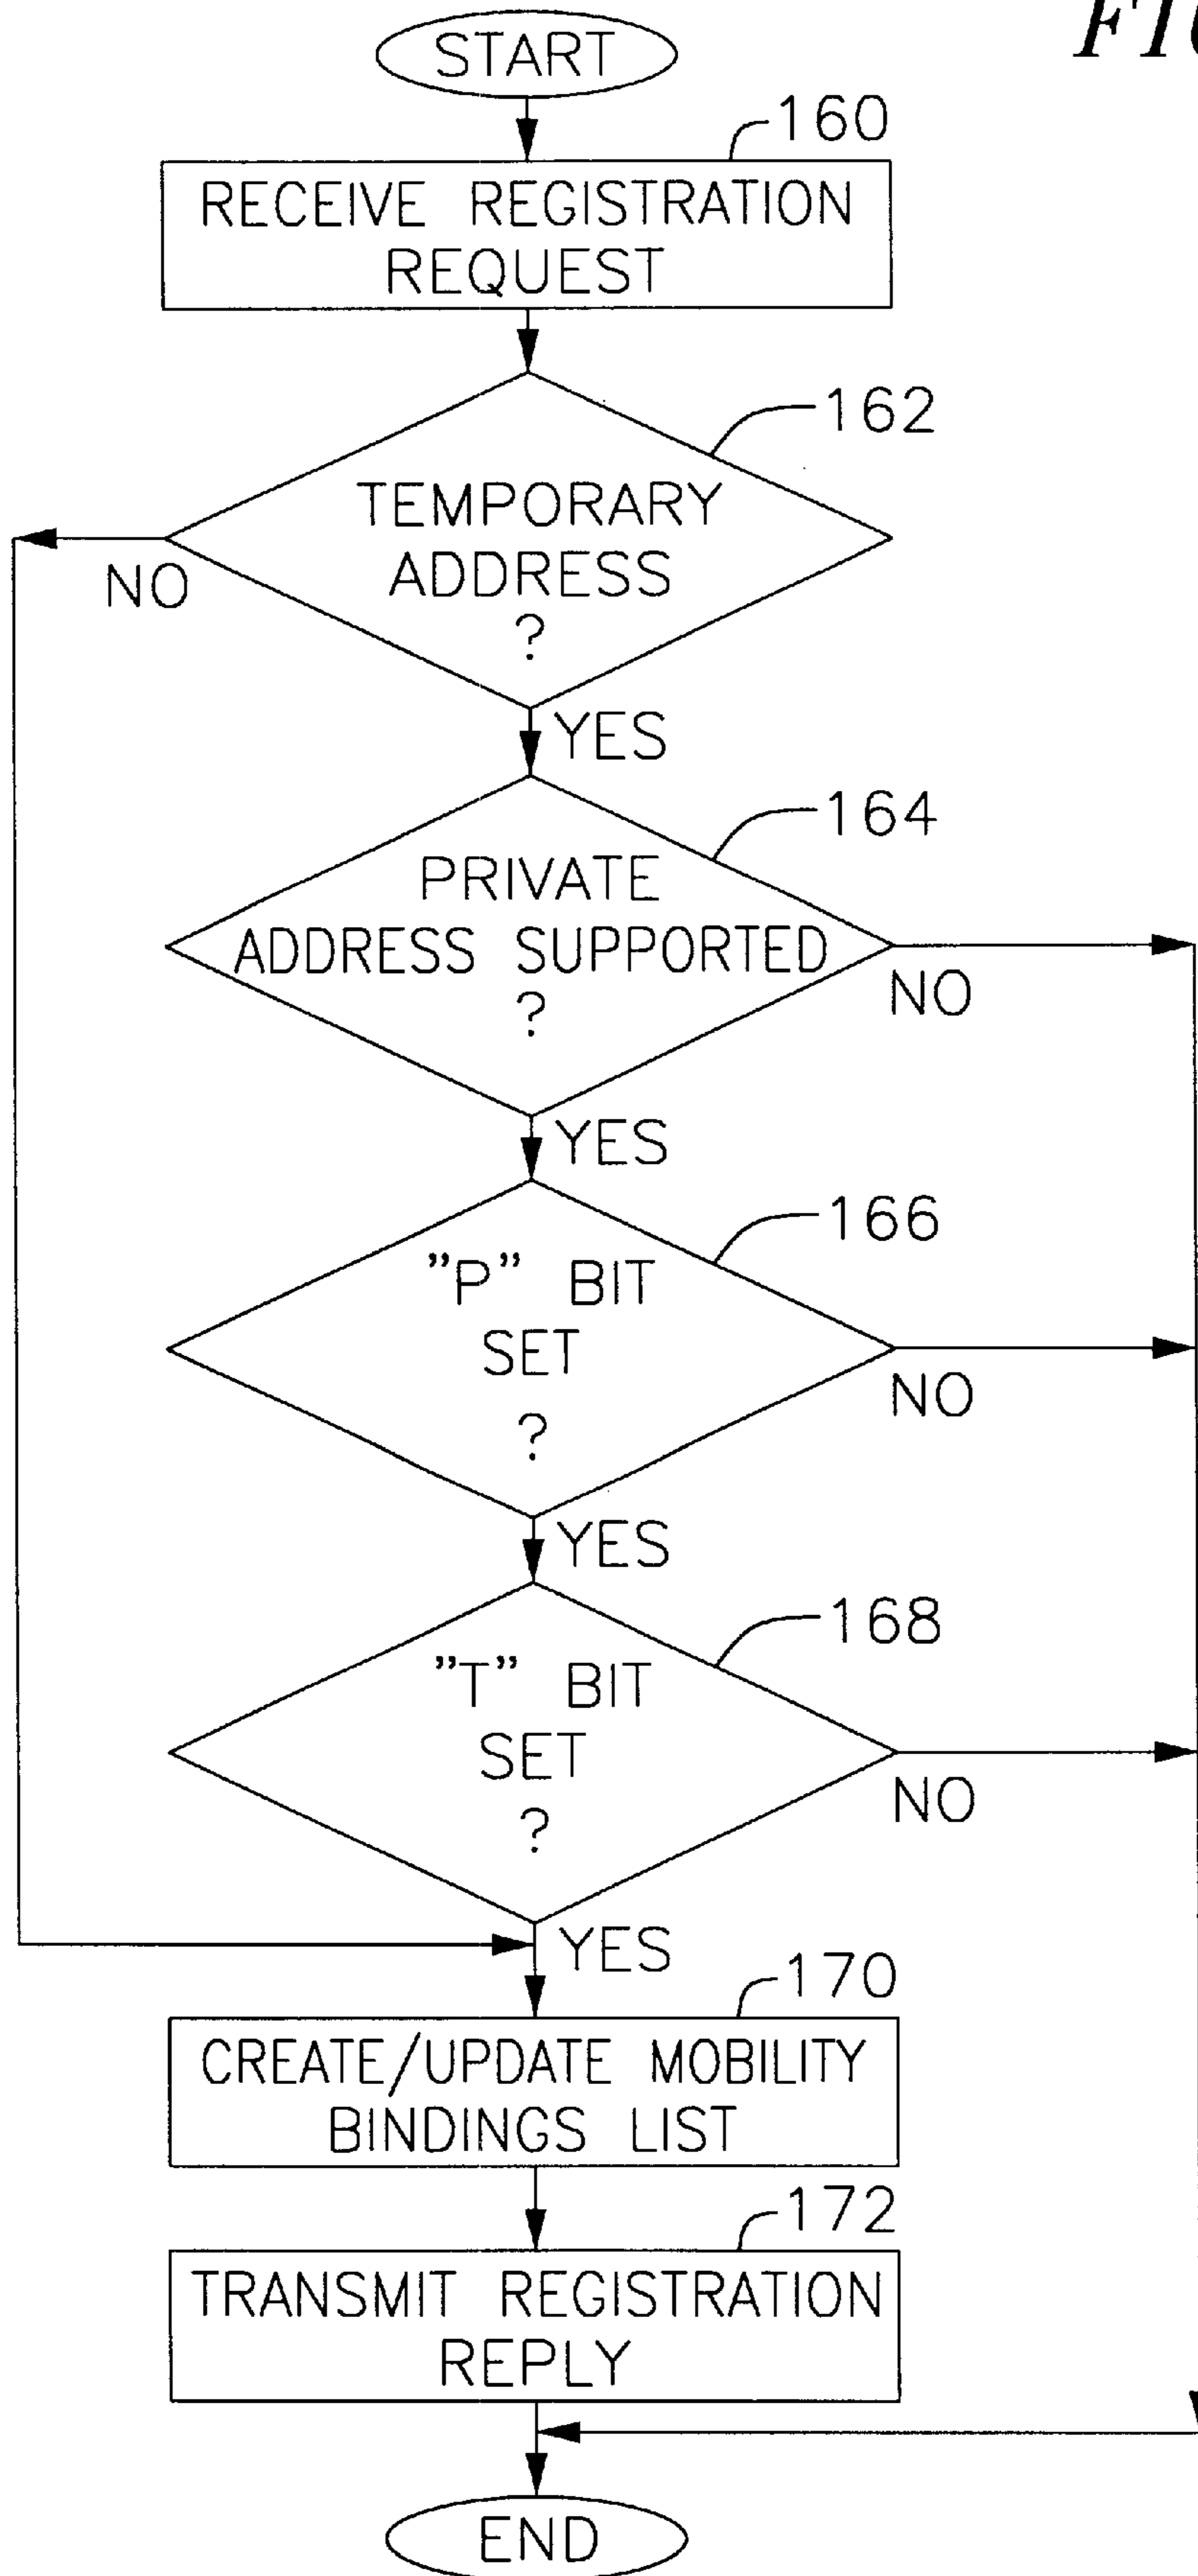 START
160
RECEIVE REGISTRATION
REQUEST
162
TEMPORARY
ADDRESS
?
NO
YES
164
PRIVATE
ADDRESS SUPPORTED
?
NO
YES
166
"P" BIT
SET
?
NO
YES
168
"T" BIT
SET
?
NO
YES
170
CREATE/UPDATE MOBILITY
BINDINGS LIST
172
TRANSMIT REGISTRATION
REPLY
END